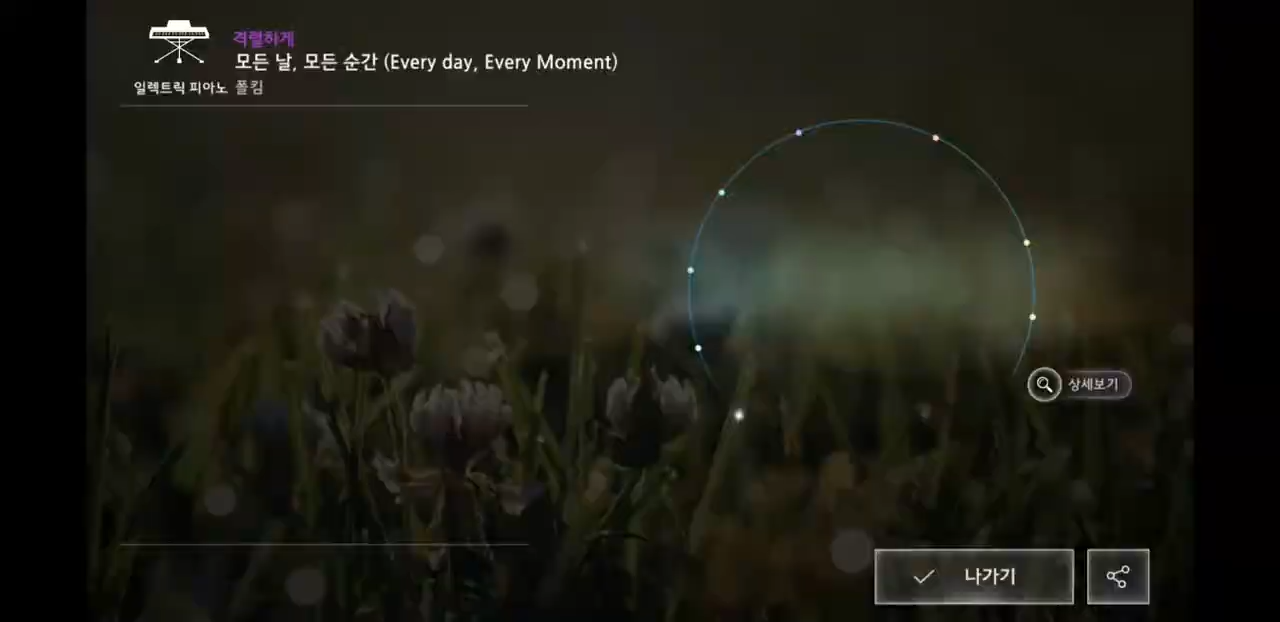 격렬하게
모든 날, 모든 순간 (Every day, Every Moment)
일렉트릭 피아노 폴킴
상세보기
나가기